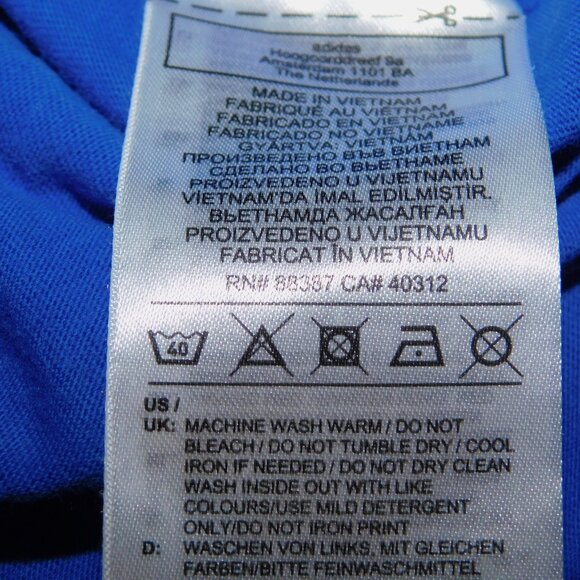 adidas
Hoogoorddreef 9a
Amsterdam 1101 BA
The Netherlands
MADE IN VIETNAM
FABRIQUÉ AU VIETNAM
FABRICADO EN VIETNAM
FABRICADO NO VIETNAME
GYÁRTVA: VIETNÁM
ПРОИЗВЕДЕНО ВЪВ ВИЕТНАМ
СДЕЛАНО ВО ВЬЕТНАМЕ
PROIZVEDENO U VIJETNAMU
VIETNAM'DA IMAL EDİLMİŞTİR.
ВЬЕТНАМДА ЖАСАЛҒАН
PROIZVEDENO U VIJETNAMU
FABRICAT ÎN VIETNAM
RN# 88387 CA# 40312
40
US /
UK: MACHINE WASH WARM / DO NOT
BLEACH / DO NOT TUMBLE DRY / COOL
IRON IF NEEDED / DO NOT DRY CLEAN
WASH INSIDE OUT WITH LIKE
COLOURS/USE MILD DETERGENT
ONLY/DO NOT IRON PRINT
D: WASCHEN VON LINKS, MIT GLEICHEN
FARBEN/BITTE FEINWASCHMITTEL